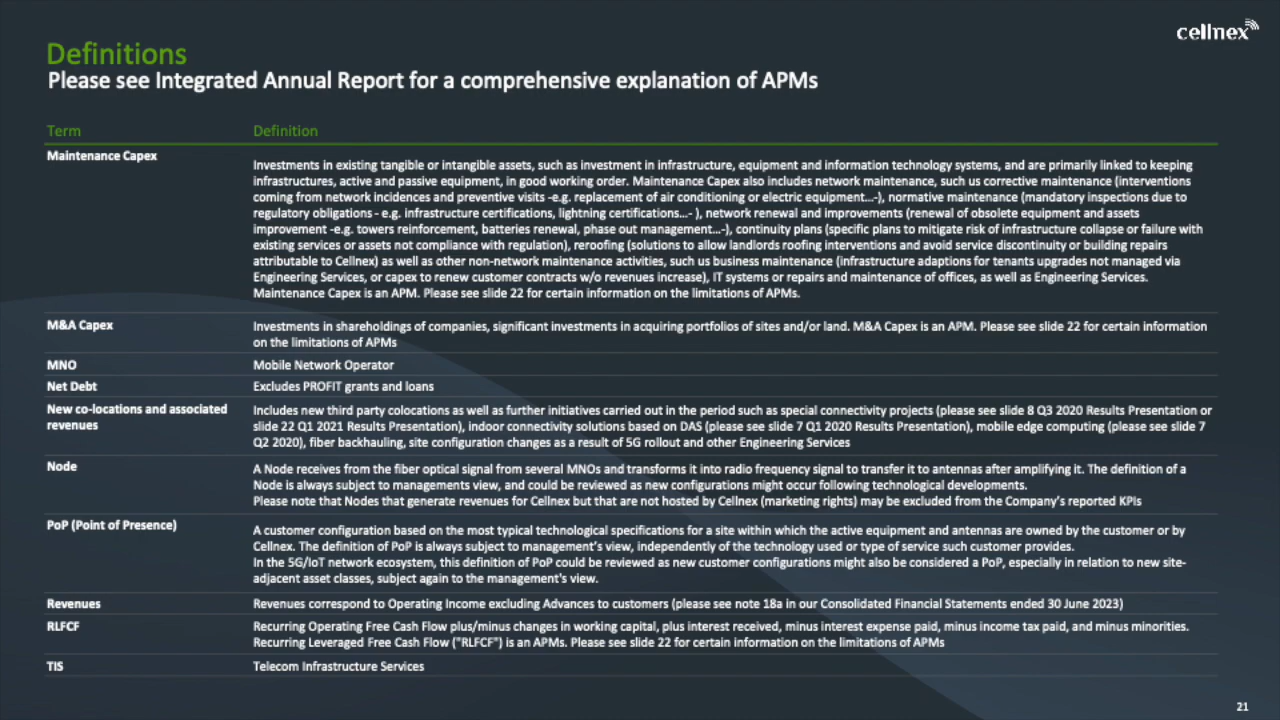 cellnex
Definitions
Please see Integrated Annual Report for a comprehensive explanation of APMs
Term Definition
Maintenance Capex
Investments in existing tangible or intangible assets, such as investment in infrastructure, equipment and information technology systems, and are primarily linked to keeping
infrastructures, active and passive equipment, in good working order. Maintenance Capex also includes network maintenance, such us corrective maintenance (interventions
coming from network incidences and preventive visits -e.g. replacement of air conditioning or electric equipment...-), normative maintenance (mandatory inspections due to
regulatory obligations - e.g. infrastructure certifications, lightning certifications...- ), network renewal and improvements (renewal of obsolete equipment and assets
improvement -e.g. towers reinforcement, batteries renewal, phase out management...-), continuity plans (specific plans to mitigate risk of infrastructure collapse or failure with
existing services or assets not compliance with regulation), reroofing (solutions to allow landlords roofing interventions and avoid service discontinuity or building repairs
attributable to Cellnex) as well as other non-network maintenance activities, such us business maintenance (infrastructure adaptions for tenants upgrades not managed via
Engineering Services, or capex to renew customer contracts w/o revenues increase), IT systems or repairs and maintenance of offices, as well as Engineering Services.
Maintenance Capex is an APM. Please see slide 22 for certain information on the limitations of APMs.
M&A Capex Investments in shareholdings of companies, significant investments in acquiring portfolios of sites and/or land. M&A Capex is an APM. Please see slide 22 for certain information
on the limitations of APMs
MNO Mobile Network Operator
Net Debt Excludes PROFIT grants and loans
New co-locations and associated Includes new third party colocations as well as further initiatives carried out in the period such as special connectivity projects (please see slide 8 Q3 2020 Results Presentation or
revenues slide 22 Q1 2021 Results Presentation), indoor connectivity solutions based on DAS (please see slide 7 Q1 2020 Results Presentation), mobile edge computing (please see slide 7
Q2 2020), fiber backhauling, site configuration changes as a result of 5G rollout and other Engineering Services
Node A Node receives from the fiber optical signal from several MNOs and transforms it into radio frequency signal to transfer it to antennas after amplifying it. The definition of a
Node is always subject to managements view, and could be reviewed as new configurations might occur following technological developments.
Please note that Nodes that generate revenues for Cellnex but that are not hosted by Cellnex (marketing rights) may be excluded from the Company's reported KPIs
PoP (Point of Presence) A customer configuration based on the most typical technological specifications for a site within which the active equipment and antennas are owned by the customer or by
Cellnex. The definition of PoP is always subject to management's view, independently of the technology used or type of service such customer provides.
In the 5G/IoT network ecosystem, this definition of PoP could be reviewed as new customer configurations might also be considered a PoP, especially in relation to new site-
adjacent asset classes, subject again to the management's view.
Revenues Revenues correspond to Operating Income excluding Advances to customers (please see note 18a in our Consolidated Financial Statements ended 30 June 2023)
RLFCF Recurring Operating Free Cash Flow plus/minus changes in working capital, plus interest received, minus interest expense paid, minus income tax paid, and minus minorities.
Recurring Leveraged Free Cash Flow ("RLFCF") is an APMs. Please see slide 22 for certain information on the limitations of APMs
TIS Telecom Infrastructure Services
21